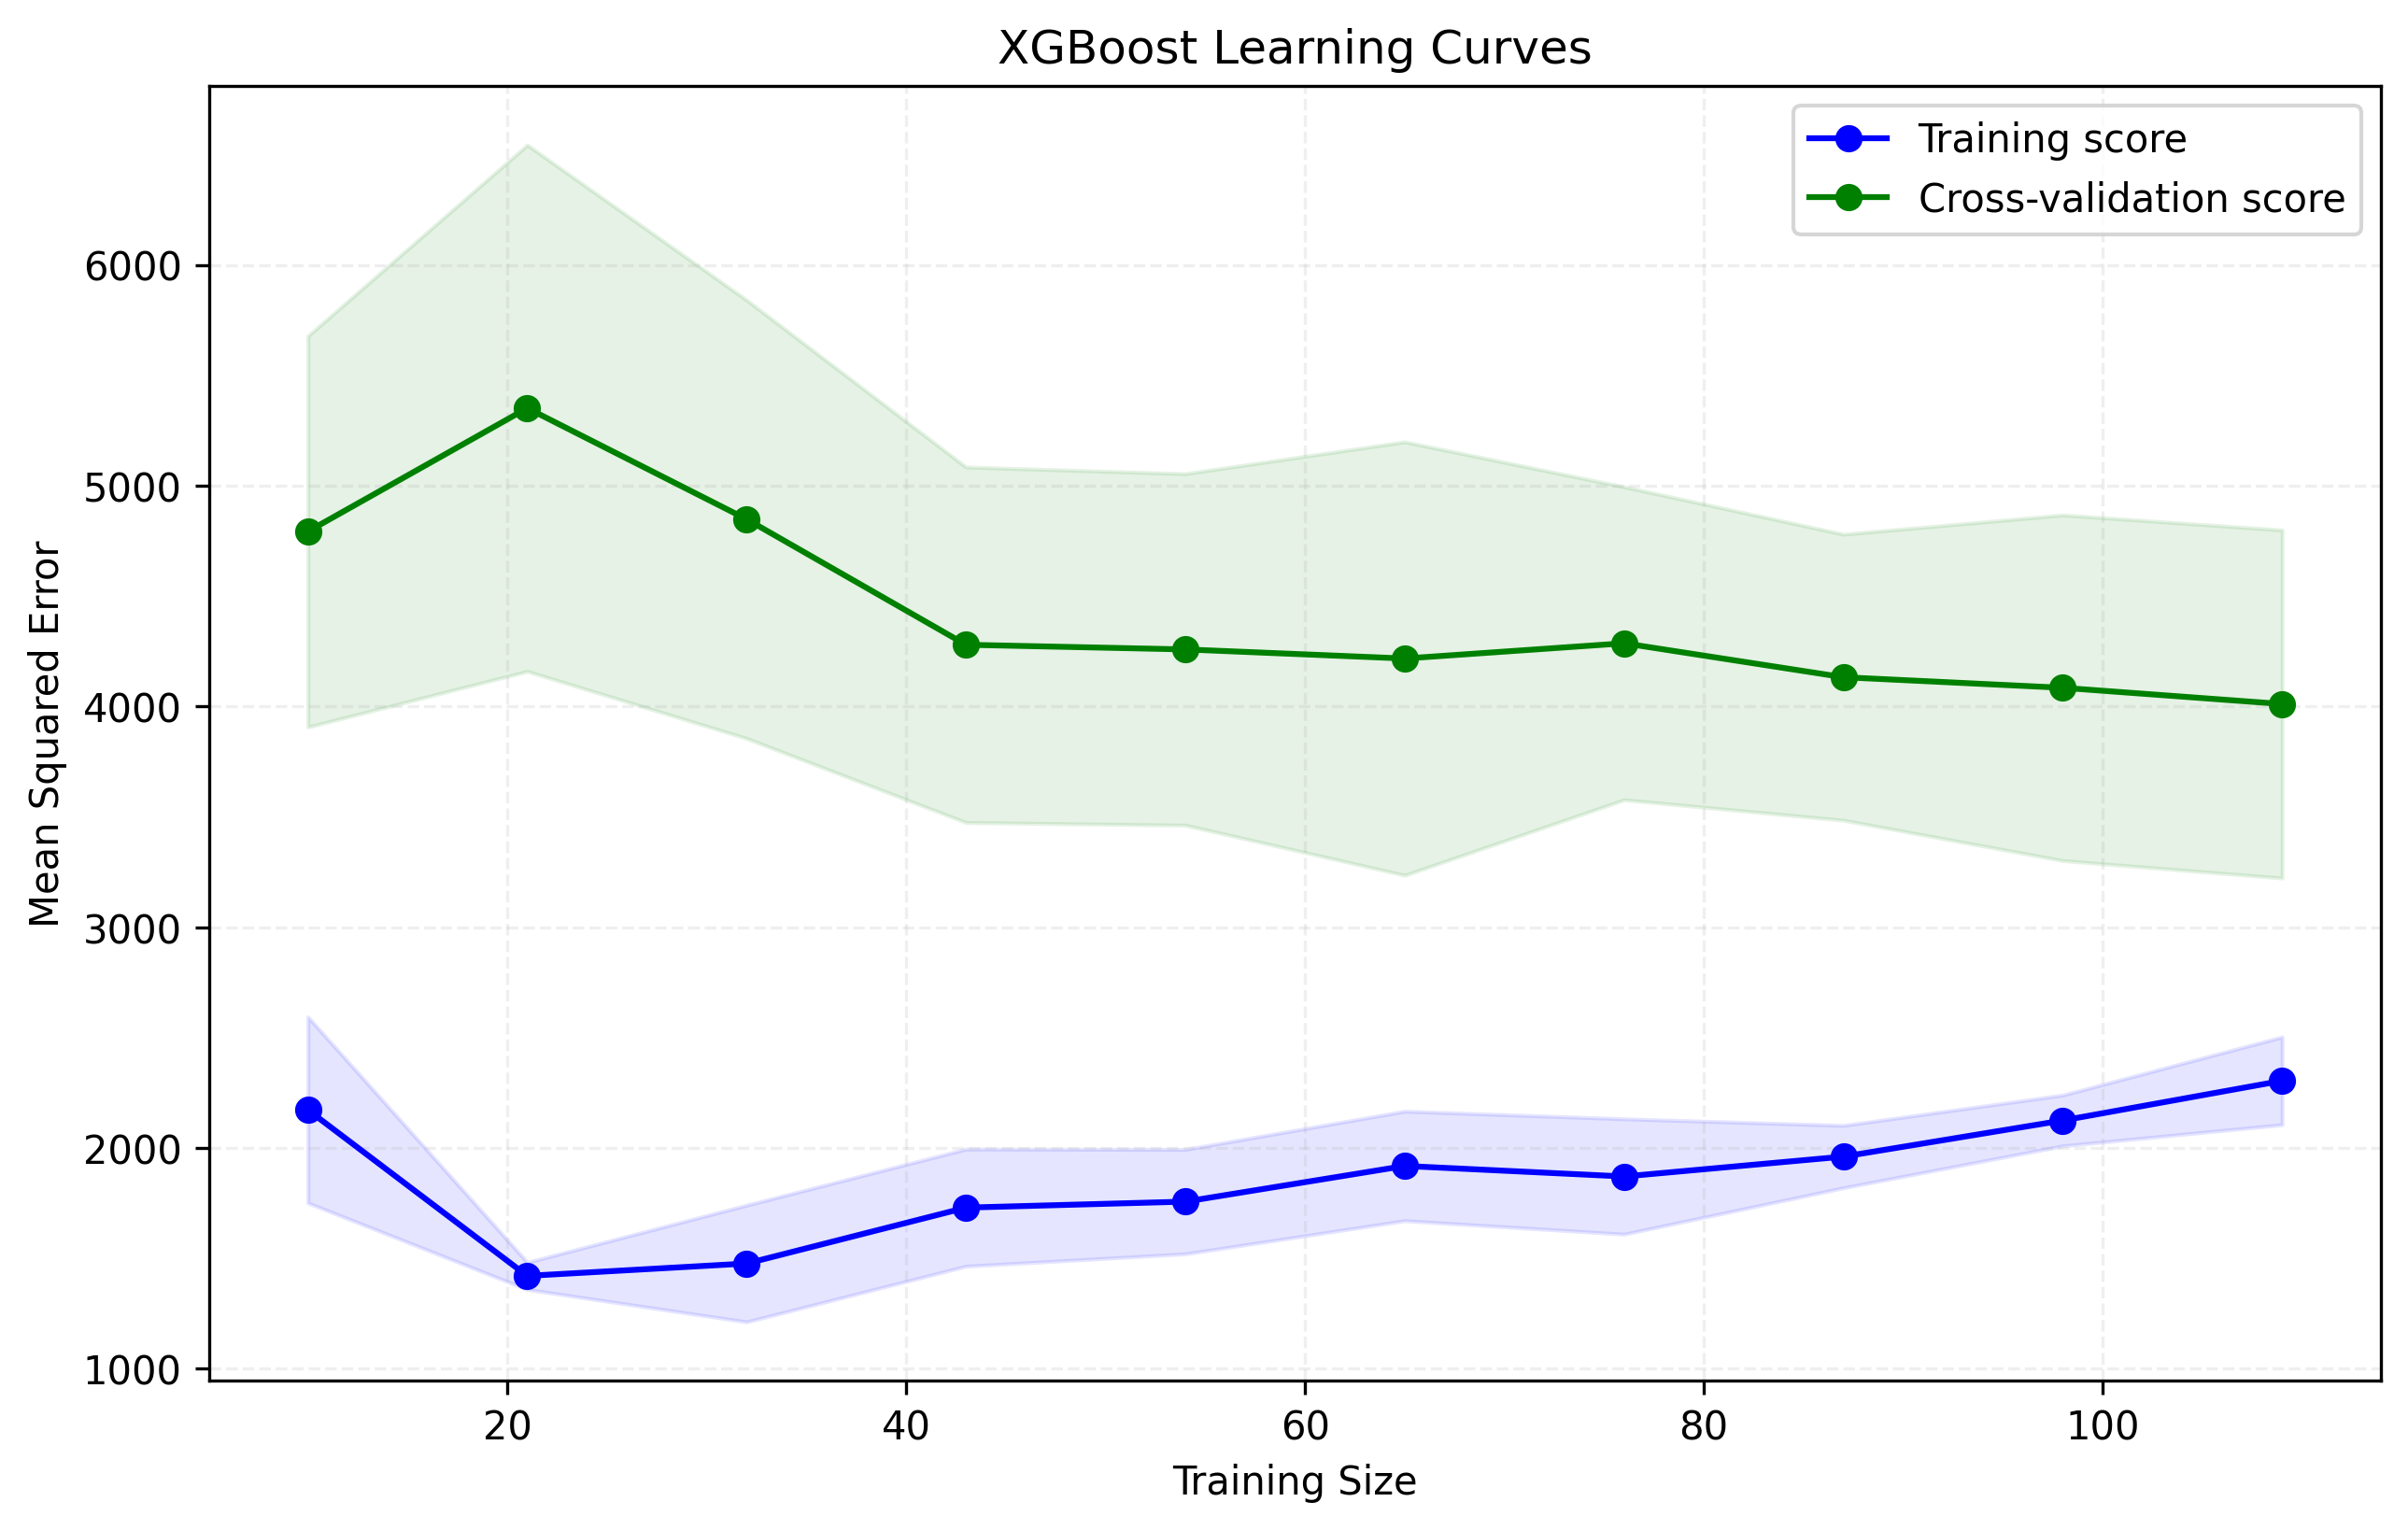 XGBoost Learning Curves
Training score
Cross-validation score
6000
5000
4000
3000
2000
1000
Mean Squared Error
20 40 60 80 100
Training Size